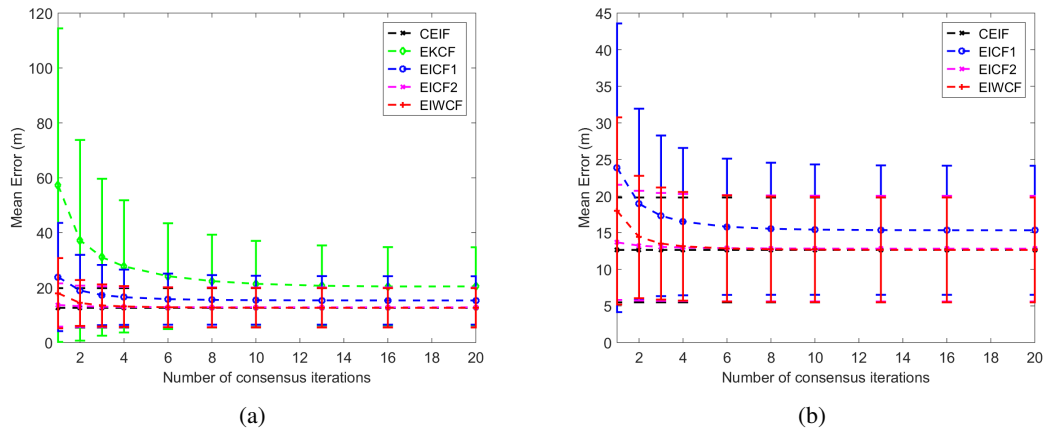 120
100
80
60
40
20
0
Mean Error (m)
2 4 6 8 10 12 14 16 18 20
Number of consensus iterations
CEIF
EKCF
EICF1
EICF2
EIWCF
(a)
45
40
35
30
25
20
15
10
5
0
Mean Error (m)
2 4 6 8 10 12 14 16 18 20
Number of consensus iterations
CEIF
EICF1
EICF2
EIWCF
(b)